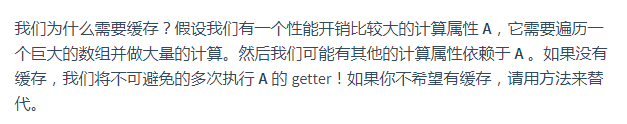 我们为什么需要缓存？假设我们有一个性能开销比较大的计算属性 A，它需要遍历一
个巨大的数组并做大量的计算。然后我们可能有其他的计算属性依赖于 A 。如果没有
缓存，我们将不可避免的多次执行 A 的 getter！如果你不希望有缓存，请用方法来替
代。